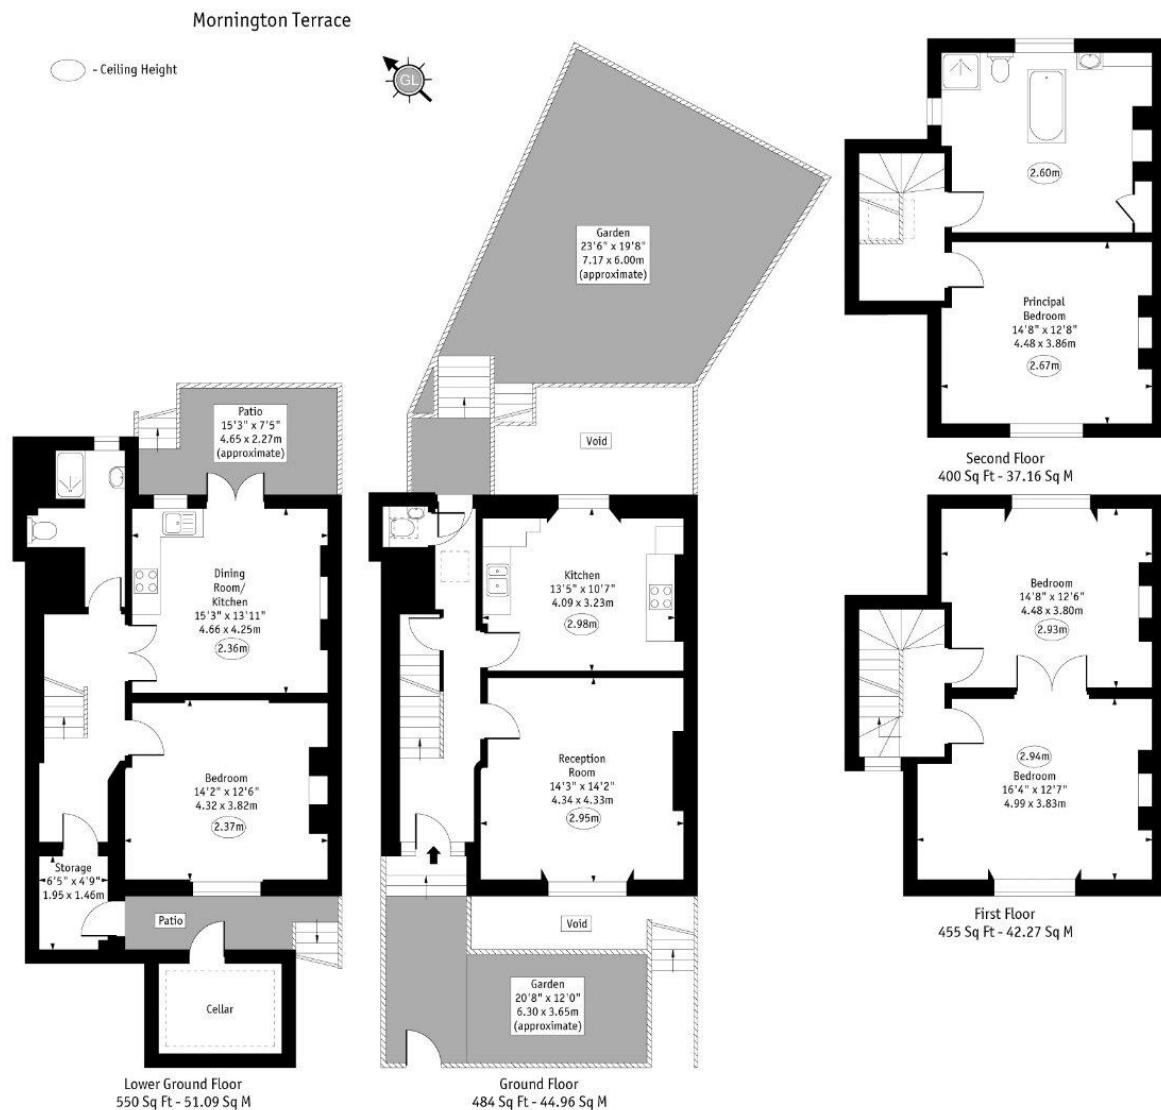 Mornington Terrace
- Ceiling Height
GL
Garden
23'6" x 19'8"
7.17 x 6.00m
(approximate)
2.60m
Principal
Bedroom
14'8" x 12'8"
4.48 x 3.86m
2.67m
Second Floor
400 Sq Ft - 37.16 Sq M
Patio
15'3" x 7'5"
4.65 x 2.27m
(approximate)
Void
Dining
Room/
Kitchen
15'3" x 13'11"
4.66 x 4.25m
2.36m
Kitchen
13'5" x 10'7"
4.09 x 3.23m
2.98m
Bedroom
14'8" x 12'6"
4.48 x 3.80m
2.93m
Bedroom
14'2" x 12'6"
4.32 x 3.82m
2.37m
Reception
Room
14'3" x 14'2"
4.34 x 4.33m
2.95m
2.94m
Bedroom
16'4" x 12'7"
4.99 x 3.83m
Storage
6'5" x 4'9"
1.95 x 1.46m
Patio
Void
First Floor
455 Sq Ft - 42.27 Sq M
Cellar
Garden
20'8" x 12'0"
6.30 x 3.65m
(approximate)
Lower Ground Floor
550 Sq Ft - 51.09 Sq M
Ground Floor
484 Sq Ft - 44.96 Sq M